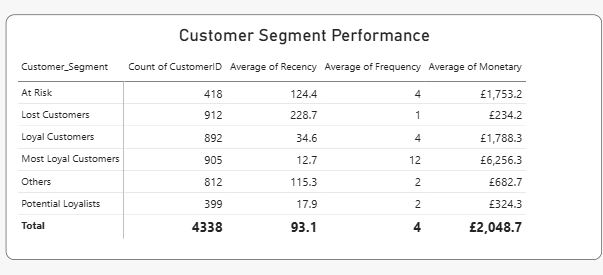 Customer Segment Performance
Customer_Segment Count of CustomerID Average of Recency Average of Frequency Average of Monetary
At Risk 418 124.4 4 £1,753.2
Lost Customers 912 228.7 1 £234.2
Loyal Customers 892 34.6 4 £1,788.3
Most Loyal Customers 905 12.7 12 £6,256.3
Others 812 115.3 2 £682.7
Potential Loyalists 399 17.9 2 £324.3
Total 4338 93.1 4 £2,048.7